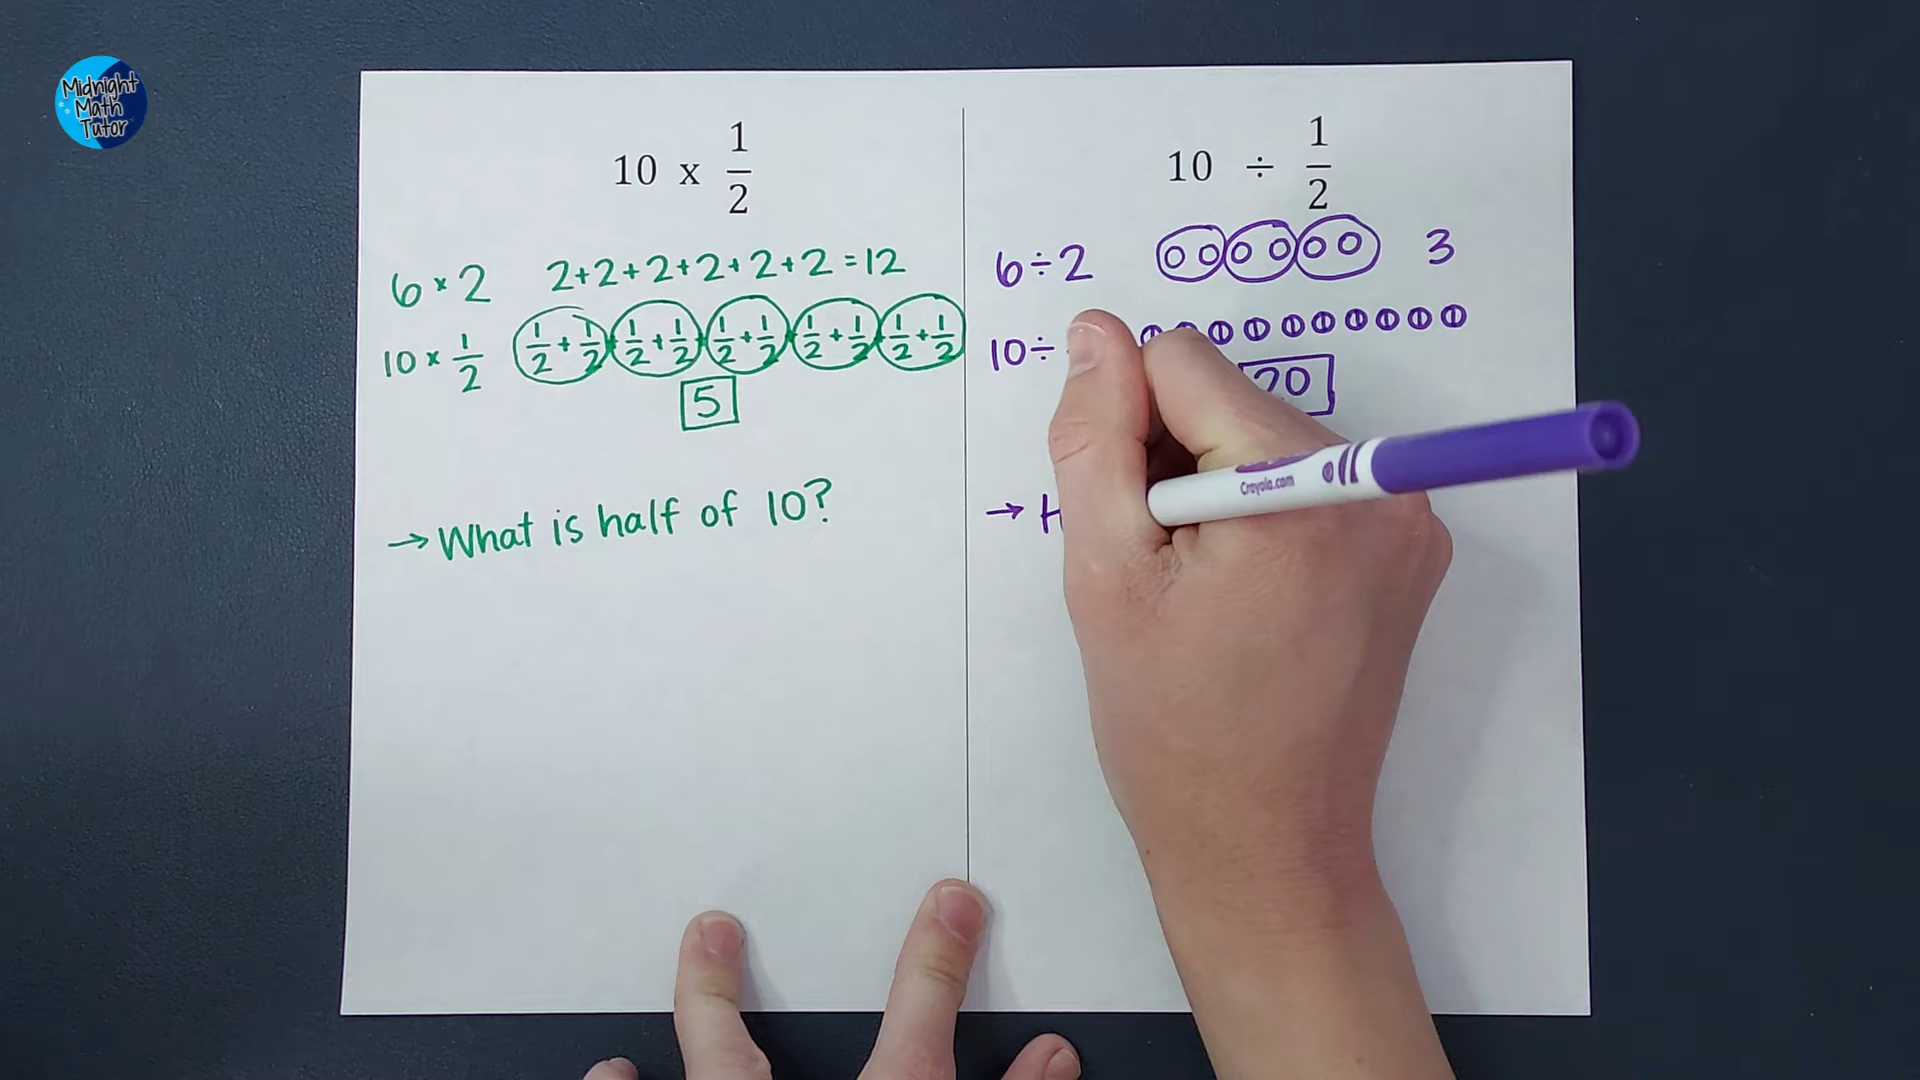 Midnight
Math
Tutor
10 x 1/2
6 × 2 2+2+2+2+2+2=12
10 × 1/2 1/2 + 1/2 + 1/2 + 1/2 + 1/2 + 1/2 + 1/2 + 1/2 + 1/2 + 1/2
5
→ What is half of 10?
10 ÷ 1/2
6÷2 3
10÷
20
→ H
Crayola.com